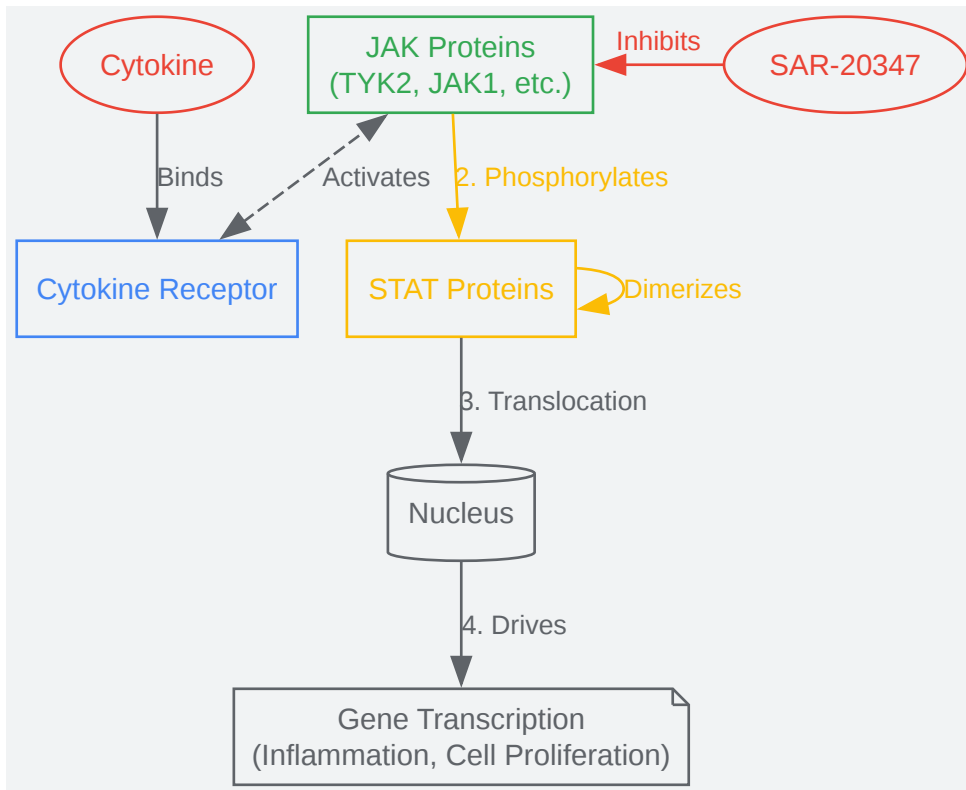 Cytokine
JAK Proteins
(TYK2, JAK1, etc.)
Inhibits
SAR-20347
Binds
Activates
2. Phosphorylates
Cytokine Receptor
STAT Proteins
Dimerizes
3. Translocation
Nucleus
4. Drives
Gene Transcription
(Inflammation, Cell Proliferation)